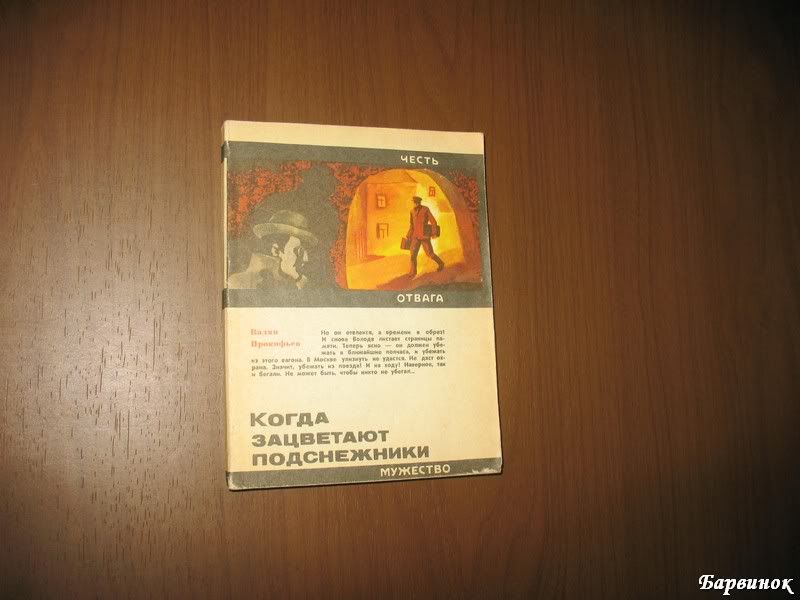 ЧЕСТЬ
ОТВАГА
Вадим
Прокофьев
Но он отвлекся, а времени в обрез!
И снова Володя листает страницы па-
мяти. Теперь ясно — он должен убе-
жать в ближайшие полчаса, и убежать
из этого вагона. В Москве улизнуть не удастся. Не даст ох-
рана. Значит, убежать из поезда! И на ходу! Наверное, так
и бегали. Не может быть, чтобы никто не убегал...
КОГДА
ЗАЦВЕТАЮТ
ПОДСНЕЖНИКИ
МУЖЕСТВО
Барвинок